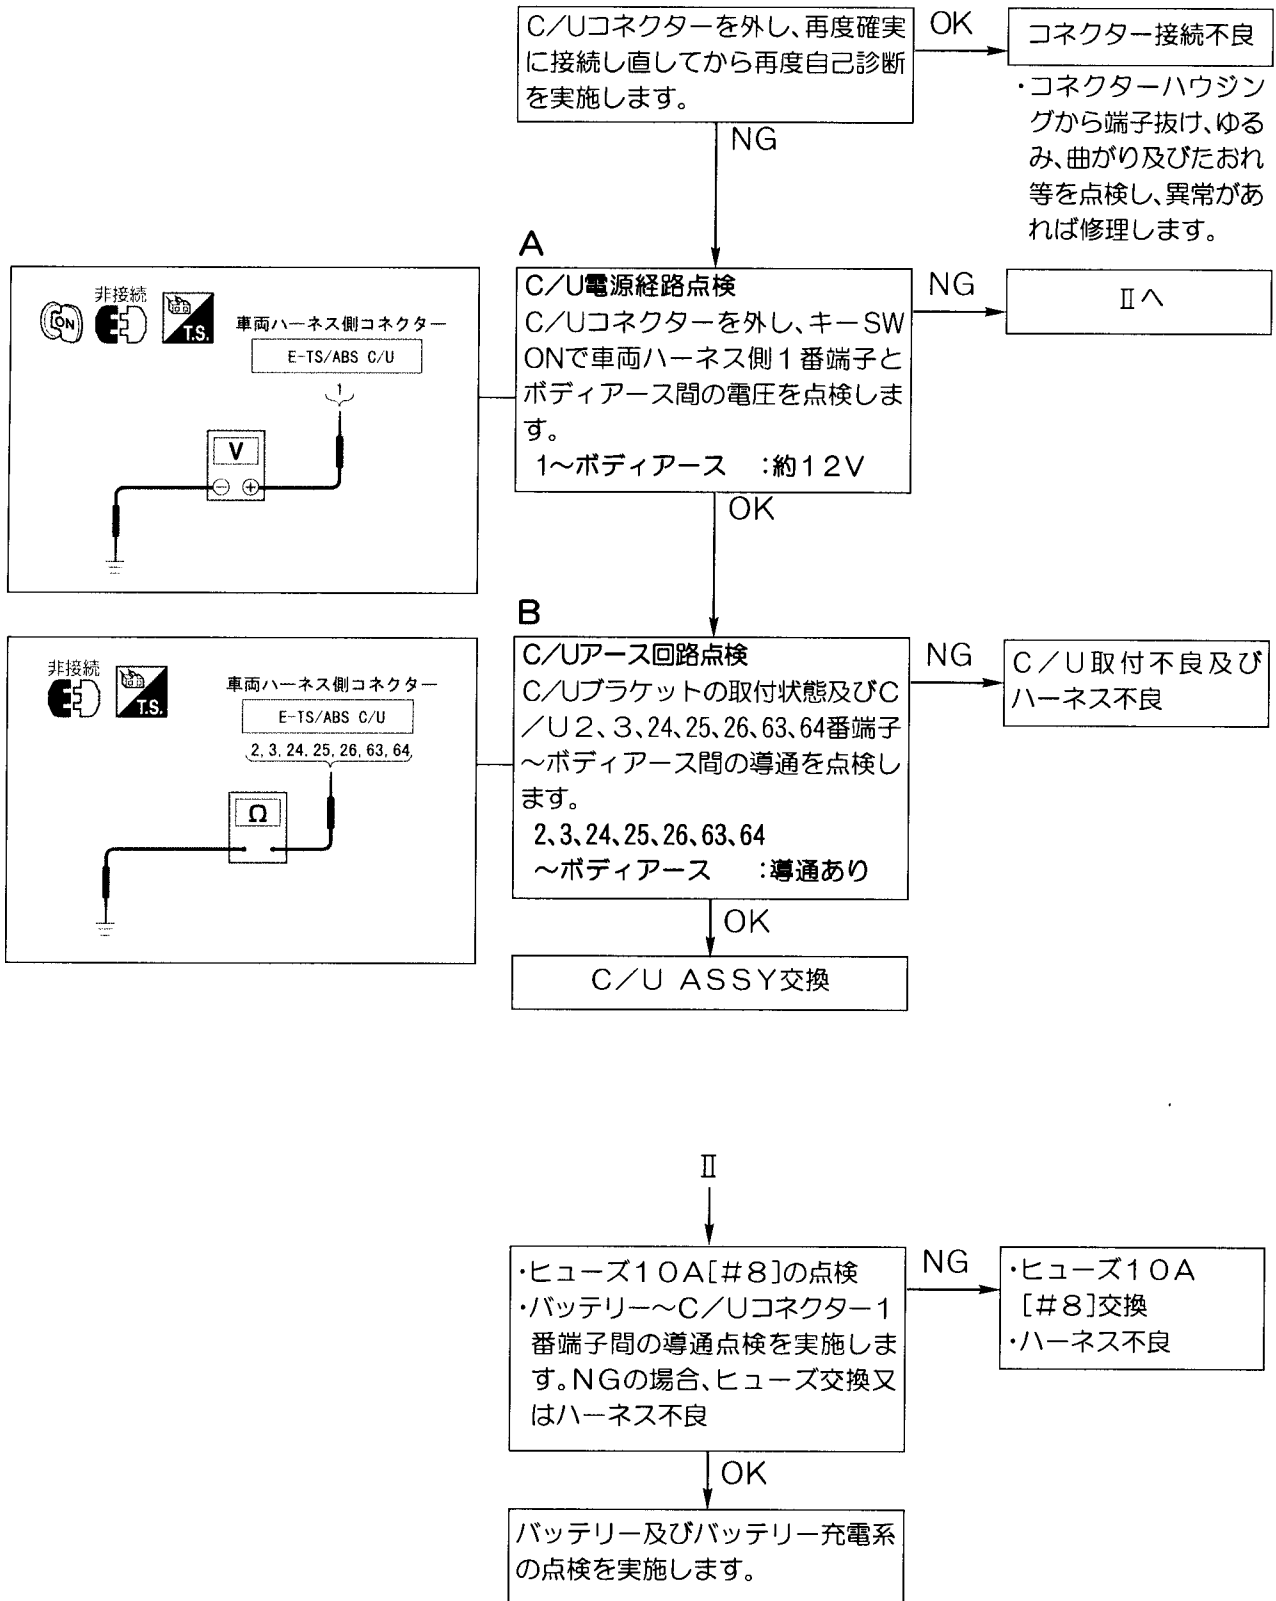 C/Uコネクターを外し、再度確実
に接続し直してから再度自己診断
を実施します。
OK
コネクター接続不良
・コネクターハウジン
グから端子抜け、ゆる
み、曲がり及びたおれ
等を点検し、異常があ
れば修理します。
NG
A
C/U電源経路点検
C/Uコネクターを外し、キーSW
ONで車両ハーネス側1番端子と
ボディアース間の電圧を点検しま
す。
1~ボディアース :約12V
NG
Ⅱへ
ON
非接続
T.S.
車両ハーネス側コネクター
E-TS/ABS C/U
1
V
⊖ ⊕
OK
B
C/Uアース回路点検
C/Uブラケットの取付状態及びC
/U2、3、24、25、26、63、64番端子
~ボディアース間の導通を点検し
ます。
2、3、24、25、26、63、64
~ボディアース :導通あり
NG
C/U取付不良及び
ハーネス不良
非接続
T.S.
車両ハーネス側コネクター
E-TS/ABS C/U
2, 3, 24, 25, 26, 63, 64
Ω
OK
C/U ASSY交換
Ⅱ
・ヒューズ10A[#8]の点検
・バッテリー~C/Uコネクター1
番端子間の導通点検を実施しま
す。NGの場合、ヒューズ交換又
はハーネス不良
NG
・ヒューズ10A
[#8]交換
・ハーネス不良
OK
バッテリー及びバッテリー充電系
の点検を実施します。